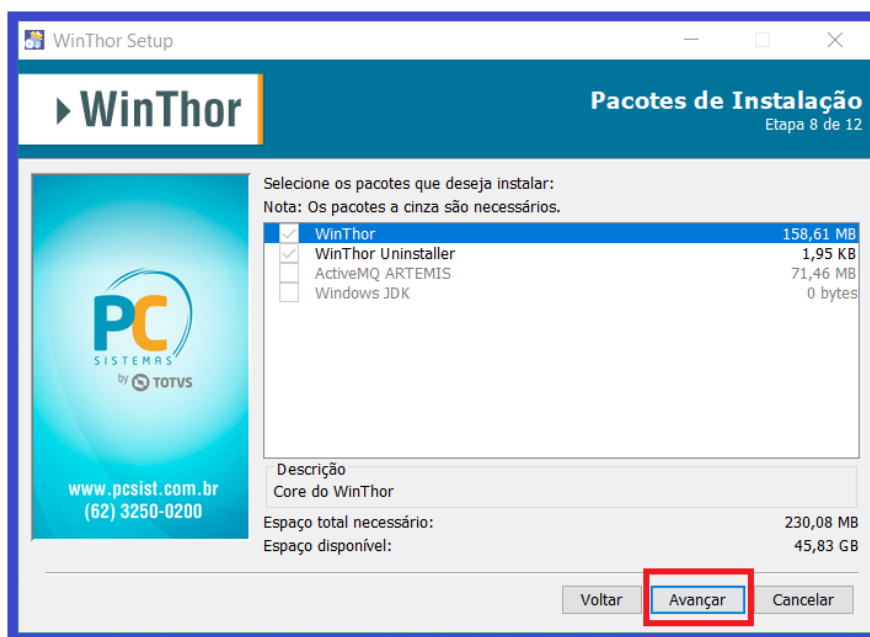 WinThor Setup
WinThor
Pacotes de Instalação
Etapa 8 de 12
Selecione os pacotes que deseja instalar:
Nota: Os pacotes a cinza são necessários.
WinThor 158,61 MB
WinThor Uninstaller 1,95 KB
ActiveMQ ARTEMIS 71,46 MB
Windows JDK 0 bytes
PC
SISTEMAS
by TOTVS
www.pcsist.com.br
(62) 3250-0200
Descrição
Core do WinThor
Espaço total necessário: 230,08 MB
Espaço disponível: 45,83 GB
Voltar Avançar Cancelar